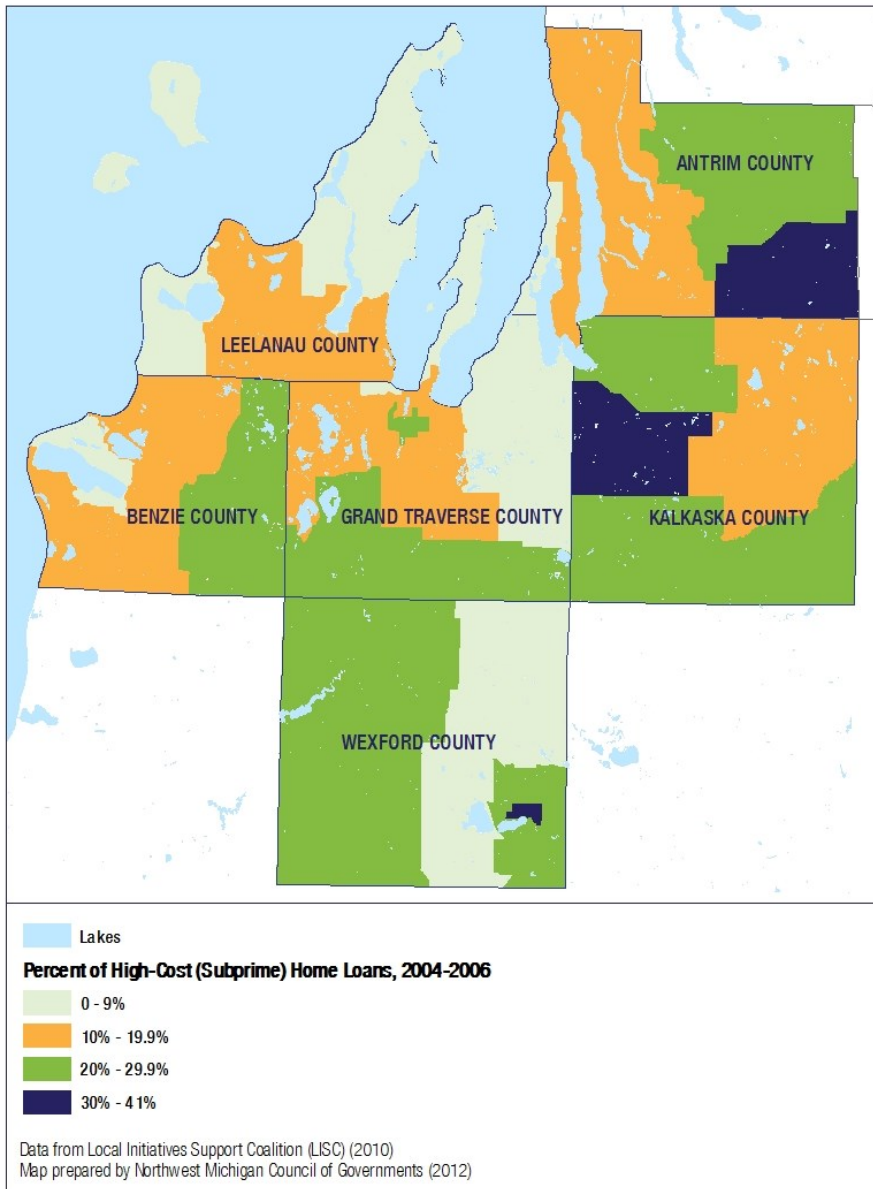 ANTRIM COUNTY
LEELANAU COUNTY
BENZIE COUNTY
GRAND TRAVERSE COUNTY
KALKASKA COUNTY
WEXFORD COUNTY
Lakes
Percent of High-Cost (Subprime) Home Loans, 2004-2006
0 - 9%
10% - 19.9%
20% - 29.9%
30% - 41%
Data from Local Initiatives Support Coalition (LISC) (2010)
Map prepared by Northwest Michigan Council of Governments (2012)